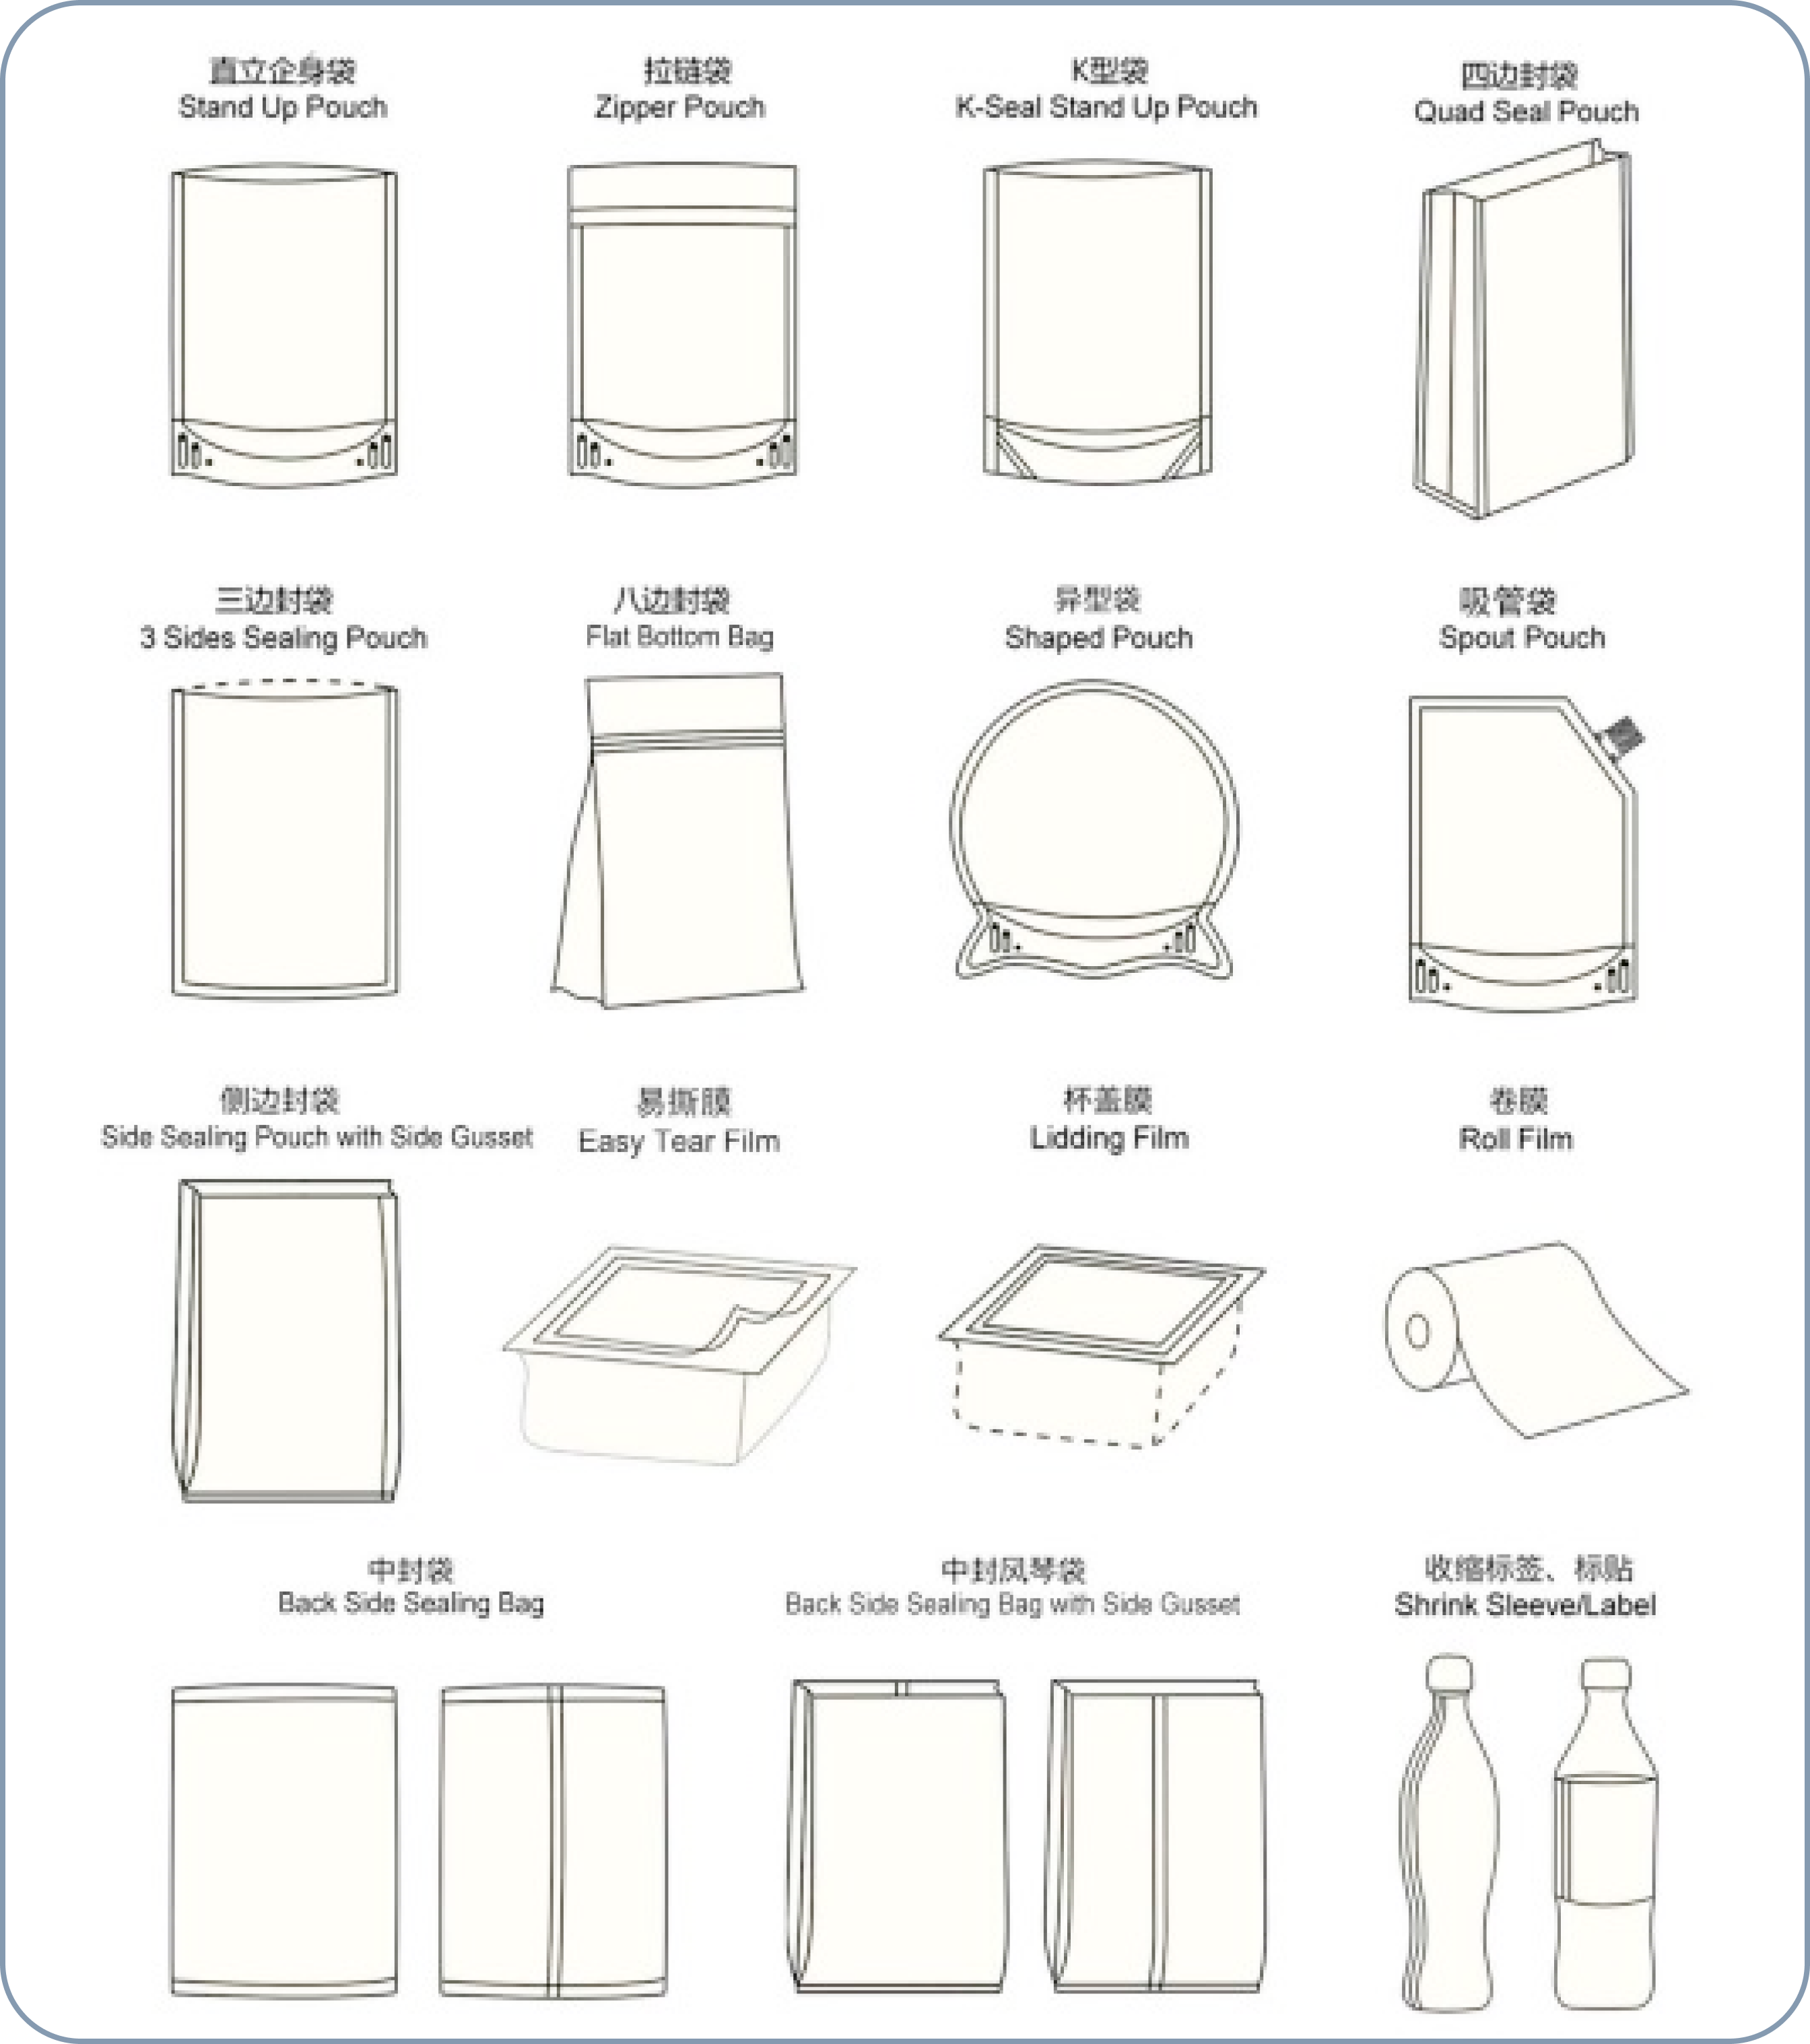 直立企身袋
Stand Up Pouch
拉链袋
Zipper Pouch
K型袋
K-Seal Stand Up Pouch
四边封袋
Quad Seal Pouch
三边封袋
3 Sides Sealing Pouch
八边封袋
Flat Bottom Bag
异型袋
Shaped Pouch
吸管袋
Spout Pouch
侧边封袋
Side Sealing Pouch with Side Gusset
易撕膜
Easy Tear Film
杯盖膜
Lidding Film
卷膜
Roll Film
中封袋
Back Side Sealing Bag
中封风琴袋
Back Side Sealing Bag with Side Gusset
收缩标签、标贴
Shrink Sleeve/Label